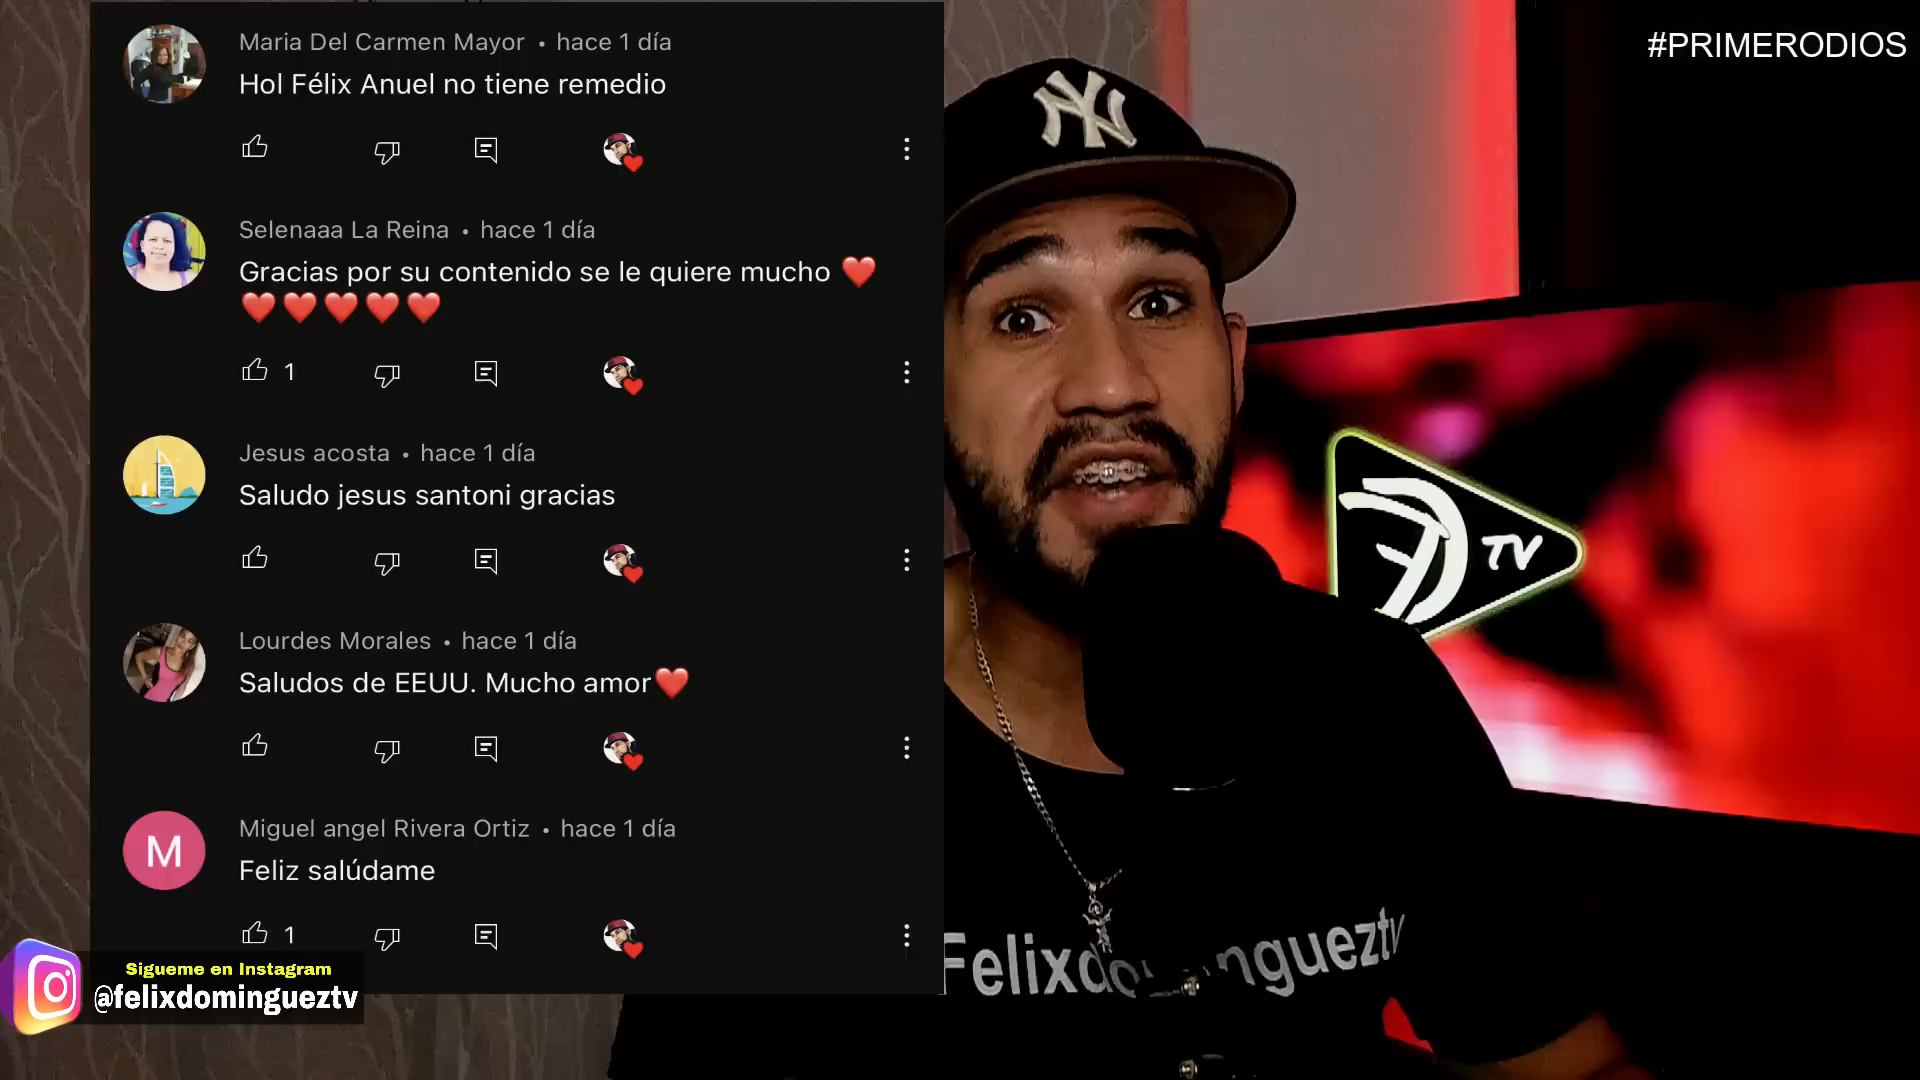 #PRIMERODIOS
Maria Del Carmen Mayor • hace 1 día
Hol Félix Anuel no tiene remedio
Selenaaa La Reina • hace 1 día
Gracias por su contenido se le quiere mucho ❤️
❤️❤️❤️❤️❤️
1
Jesus acosta • hace 1 día
Saludo jesus santoni gracias
Lourdes Morales • hace 1 día
Saludos de EEUU. Mucho amor❤️
M
Miguel angel Rivera Ortiz • hace 1 día
Feliz salúdame
1
Sigueme en Instagram
@felixdomingueztv
NY
TV
Felixdo ngueztv